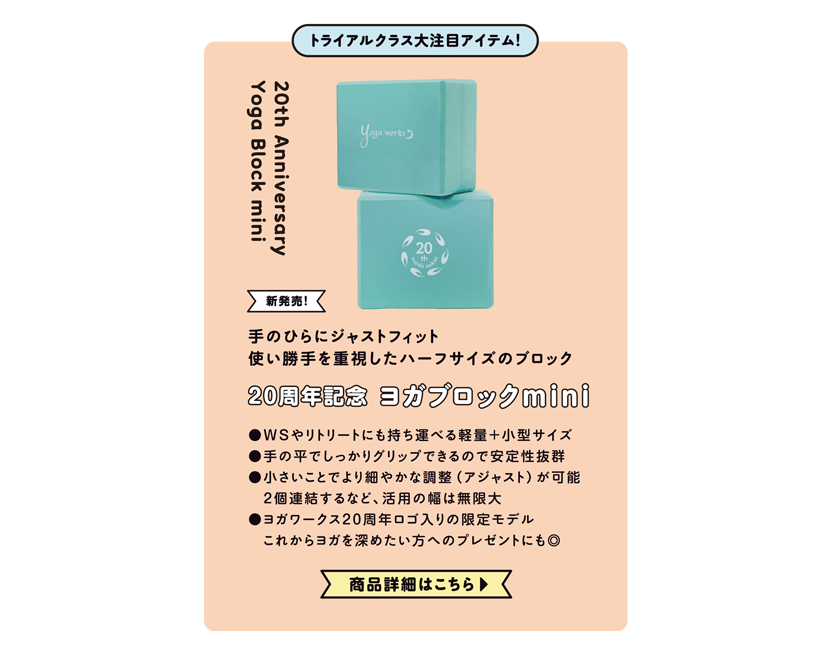 トライアルクラス大注目アイテム!
20th Anniversary
Yoga Block mini
yoga works
20
th
新発売!
手のひらにジャストフィット
使い勝手を重視したハーフサイズのブロック
20周年記念 ヨガブロックmini
●WSやリトリートにも持ち運べる軽量+小型サイズ
●手の平でしっかりグリップできるので安定性抜群
●小さいことでより細やかな調整(アジャスト)が可能
2個連結するなど、活用の幅は無限大
●ヨガワークス20周年ロゴ入りの限定モデル
これからヨガを深めたい方へのプレゼントにも◎
商品詳細はこちら▶